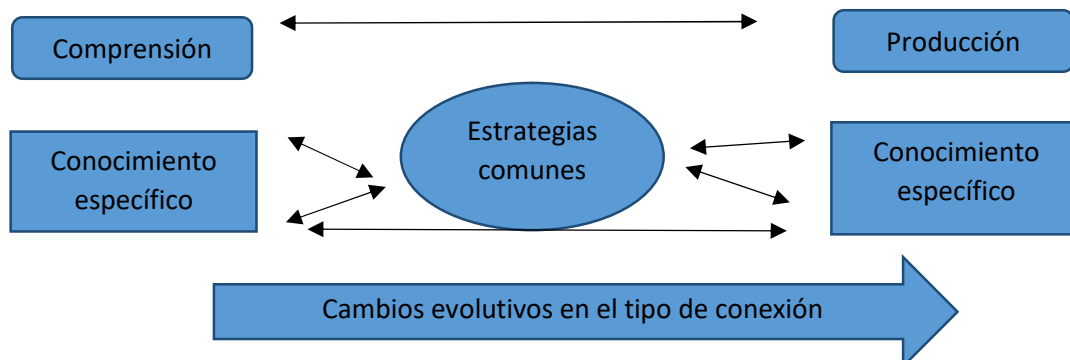 Comprensión
Producción
Estrategias
comunes
Conocimiento
específico
Conocimiento
específico
Cambios evolutivos en el tipo de conexión